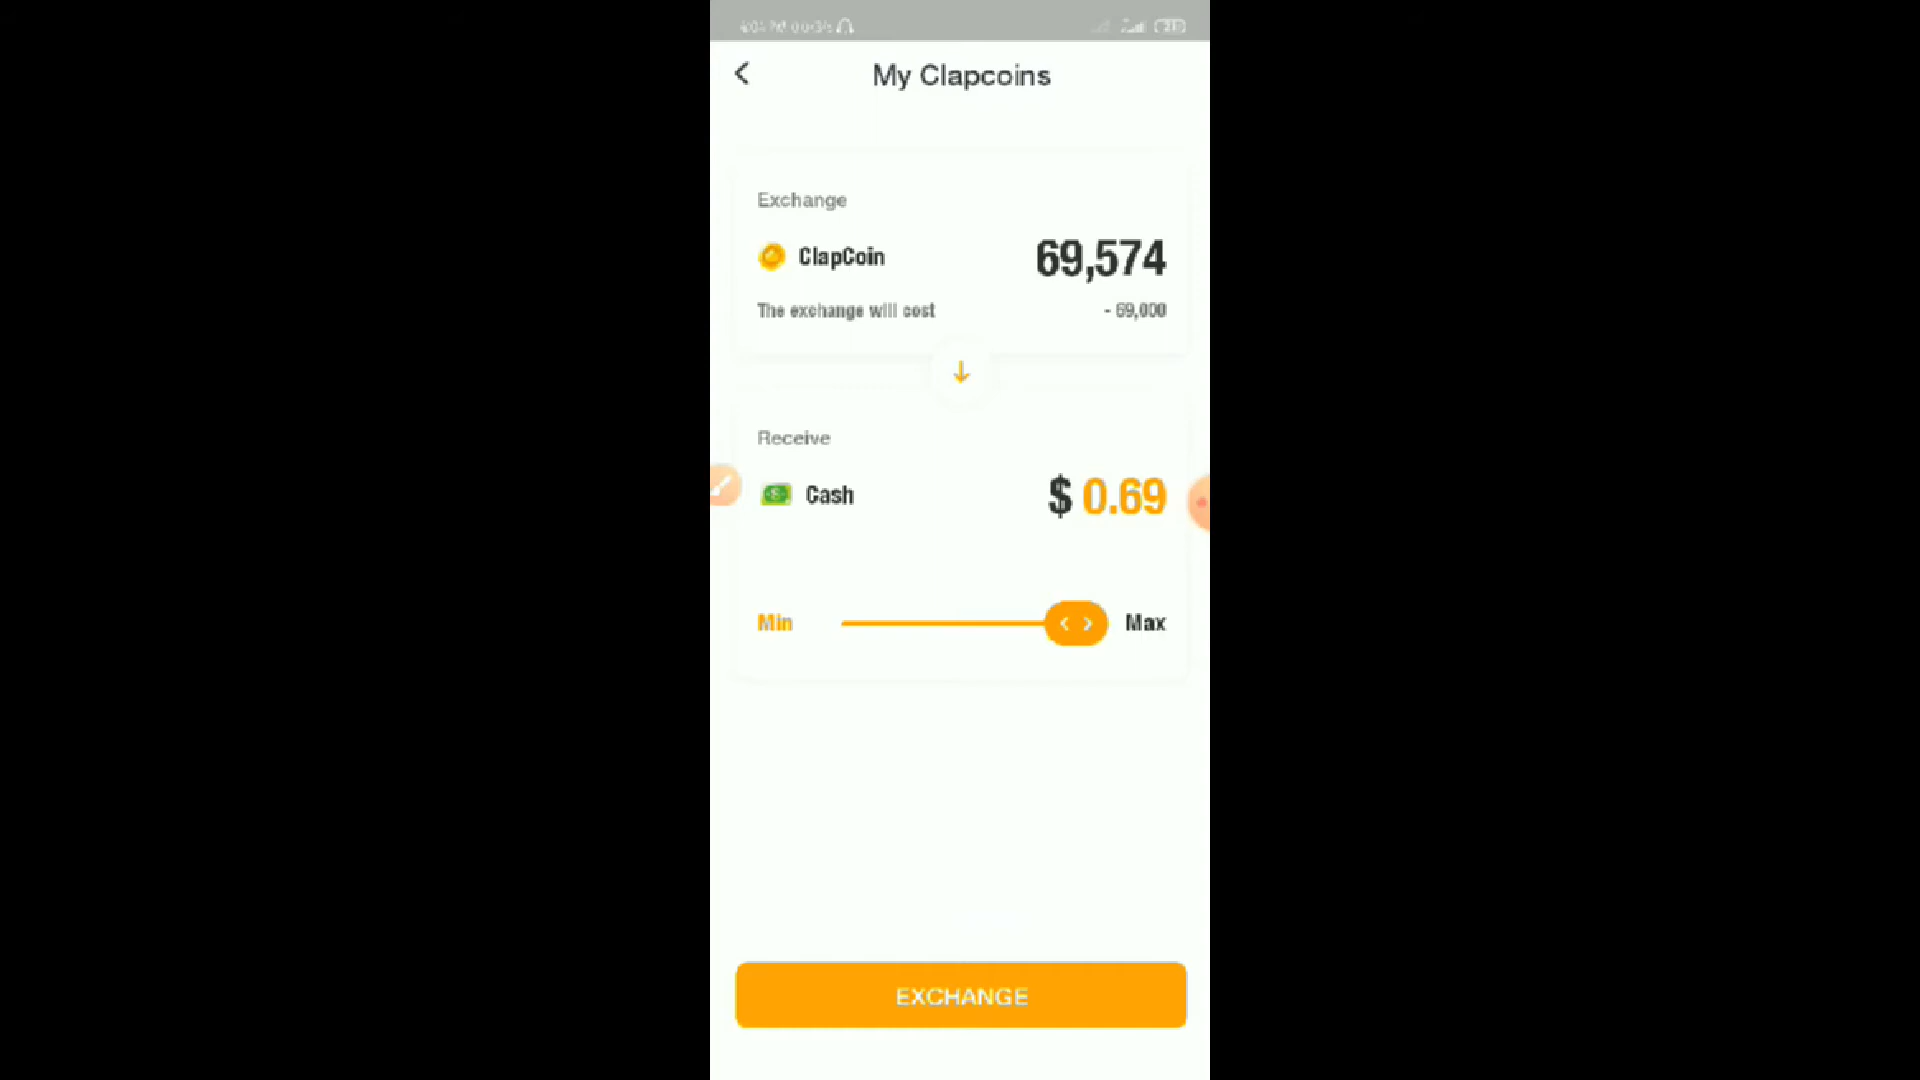 My Clapcoins
Exchange
ClapCoin 69,574
The exchange will cost - 69,000
Receive
Cash $ 0.69
Min Max
EXCHANGE